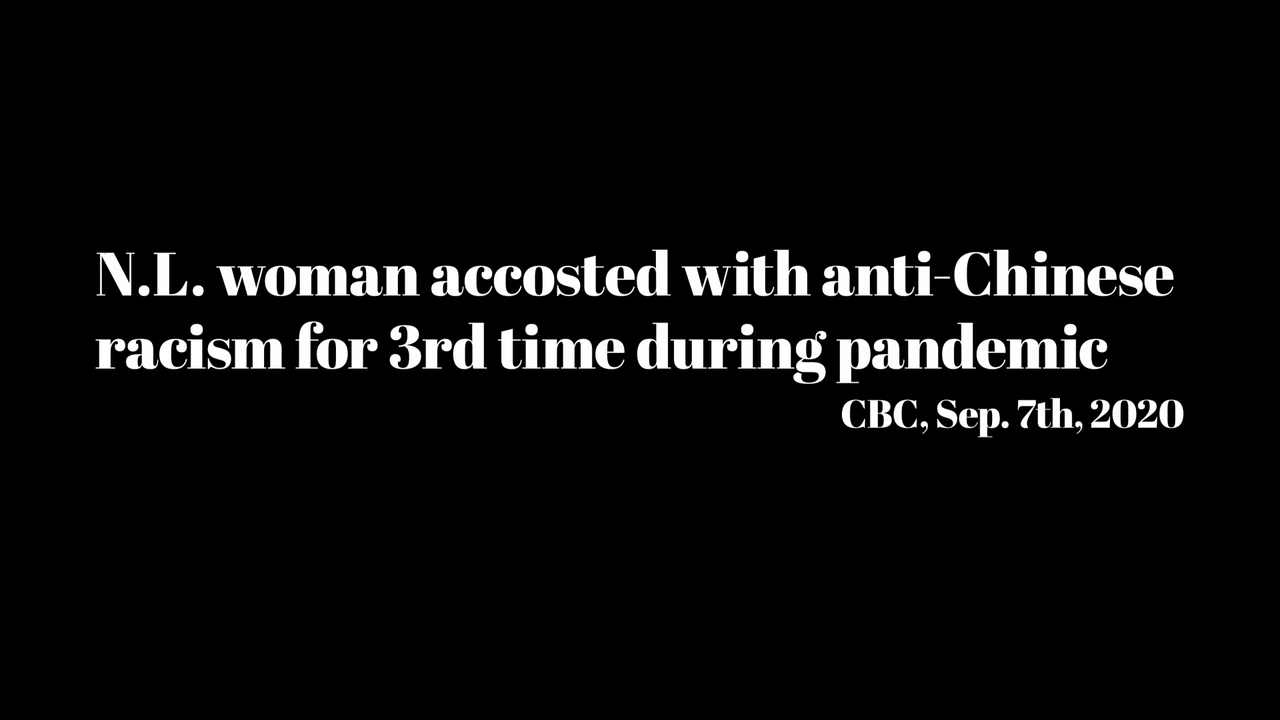 N.L. woman accosted with anti-Chinese
racism for 3rd time during pandemic
CBC, Sep. 7th, 2020